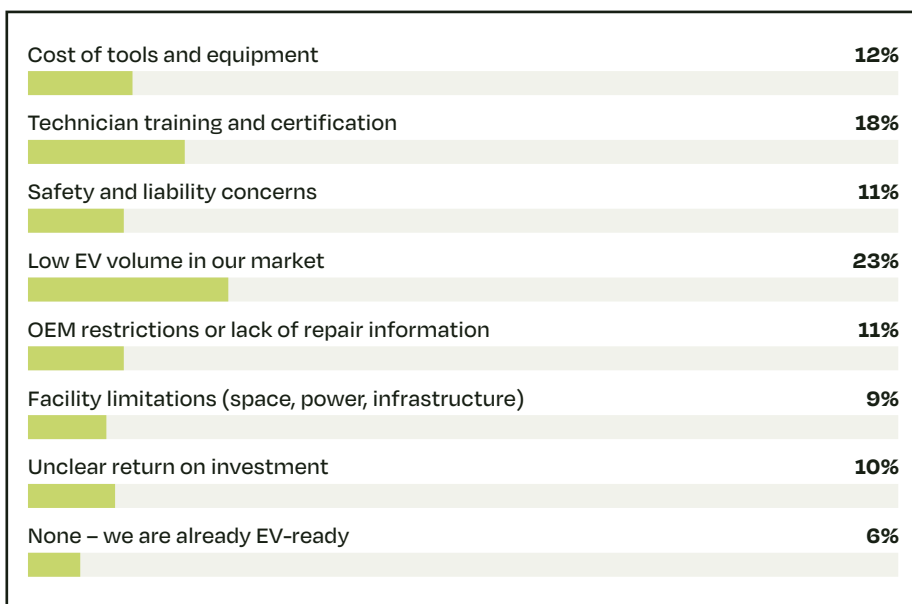 Cost of tools and equipment 12%
Technician training and certification 18%
Safety and liability concerns 11%
Low EV volume in our market 23%
OEM restrictions or lack of repair information 11%
Facility limitations (space, power, infrastructure) 9%
Unclear return on investment 10%
None – we are already EV-ready 6%